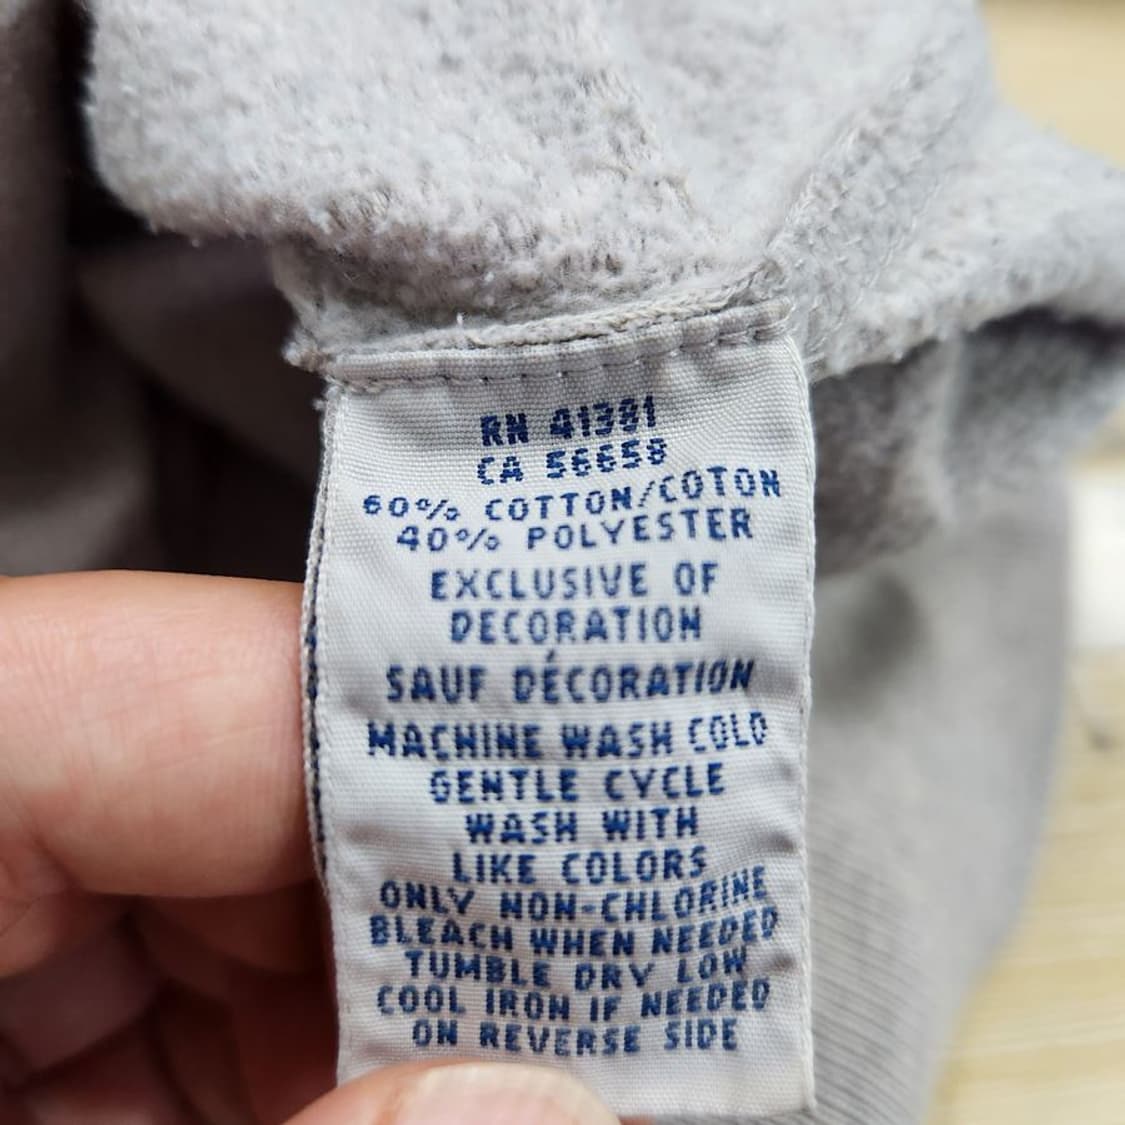 RN 41381
CA 56658
60% COTTON/COTON
40% POLYESTER
EXCLUSIVE OF
DECORATION
SAUF DÉCORATION
MACHINE WASH COLD
GENTLE CYCLE
WASH WITH
LIKE COLORS
ONLY NON-CHLORINE
BLEACH WHEN NEEDED
TUMBLE DRY LOW
COOL IRON IF NEEDED
ON REVERSE SIDE